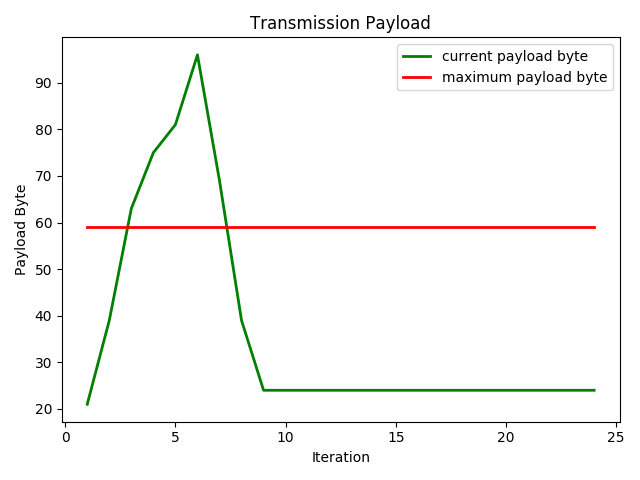 Transmission Payload
current payload byte
maximum payload byte
Payload Byte
90
80
70
60
50
40
30
20
0 5 10 15 20 25
Iteration